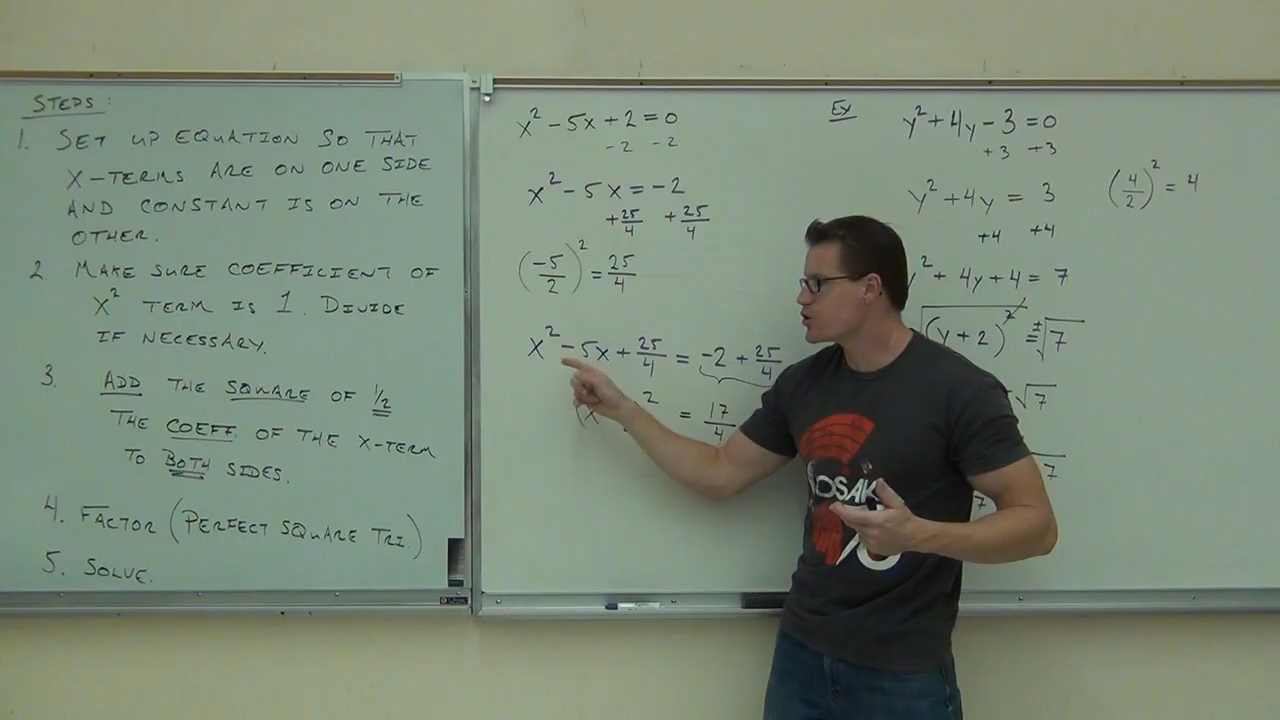 STEPS:
1. SET UP EQUATION SO THAT
X-TERMS ARE ON ONE SIDE
AND CONSTANT IS ON THE
OTHER.
2 MAKE SURE COEFFICIENT OF
X² TERM IS 1. DIVIDE
IF NECESSARY.
3. ADD THE SQUARE OF 1/2
THE COEFF OF THE X-TERM
TO BOTH SIDES.
4. FACTOR (PERFECT SQUARE TRI.)
5. SOLVE.
x² - 5x + 2 = 0
-2 -2
x² - 5x = -2
+25/4 +25/4
(-5/2)² = 25/4
x² - 5x + 25/4 = -2 + 25/4
(x ² = 17/4
Ex y² + 4y - 3 = 0
+3 +3
y² + 4y = 3
+4 +4
(4/2)² = 4
y² + 4y + 4 = 7
√(y + 2)² = ±√7
√7
7
7
OSAK